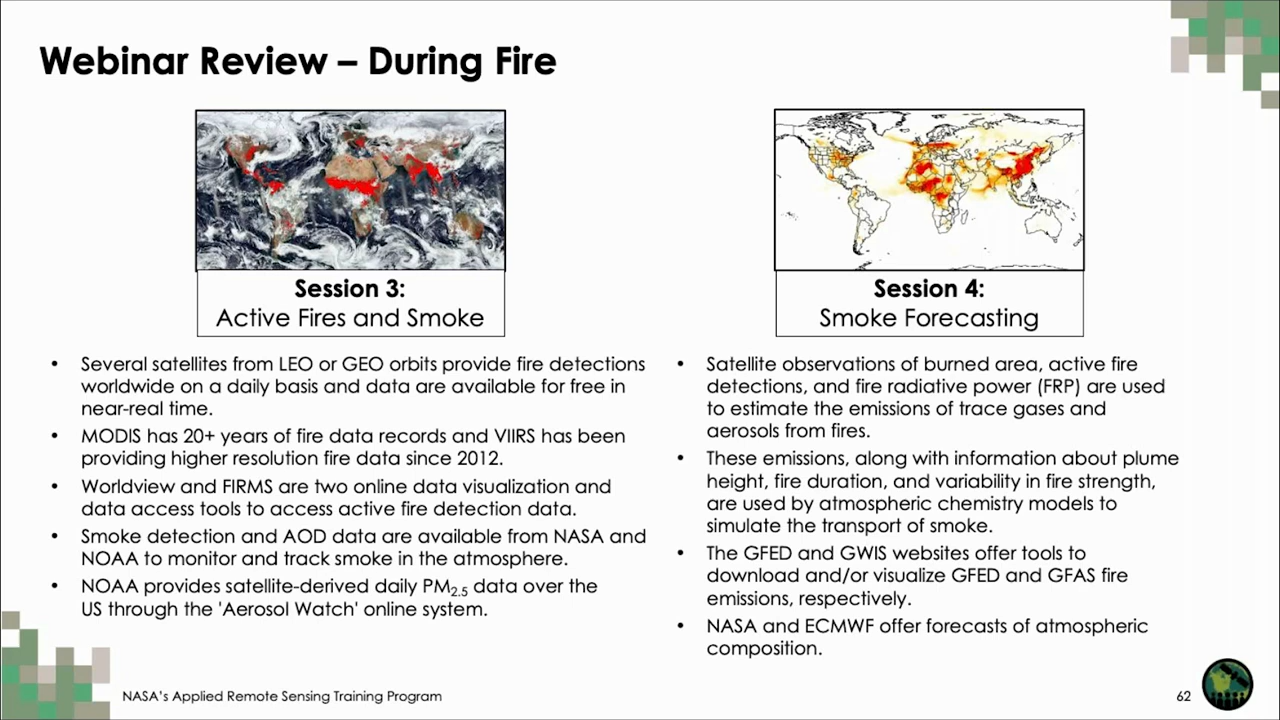 Webinar Review – During Fire
Session 3:
Active Fires and Smoke
• Several satellites from LEO or GEO orbits provide fire detections
worldwide on a daily basis and data are available for free in
near-real time.
• MODIS has 20+ years of fire data records and VIIRS has been
providing higher resolution fire data since 2012.
• Worldview and FIRMS are two online data visualization and
data access tools to access active fire detection data.
• Smoke detection and AOD data are available from NASA and
NOAA to monitor and track smoke in the atmosphere.
• NOAA provides satellite-derived daily PM2.5 data over the
US through the 'Aerosol Watch' online system.
Session 4:
Smoke Forecasting
• Satellite observations of burned area, active fire
detections, and fire radiative power (FRP) are used
to estimate the emissions of trace gases and
aerosols from fires.
• These emissions, along with information about plume
height, fire duration, and variability in fire strength,
are used by atmospheric chemistry models to
simulate the transport of smoke.
• The GFED and GWIS websites offer tools to
download and/or visualize GFED and GFAS fire
emissions, respectively.
• NASA and ECMWF offer forecasts of atmospheric
composition.
NASA's Applied Remote Sensing Training Program
62